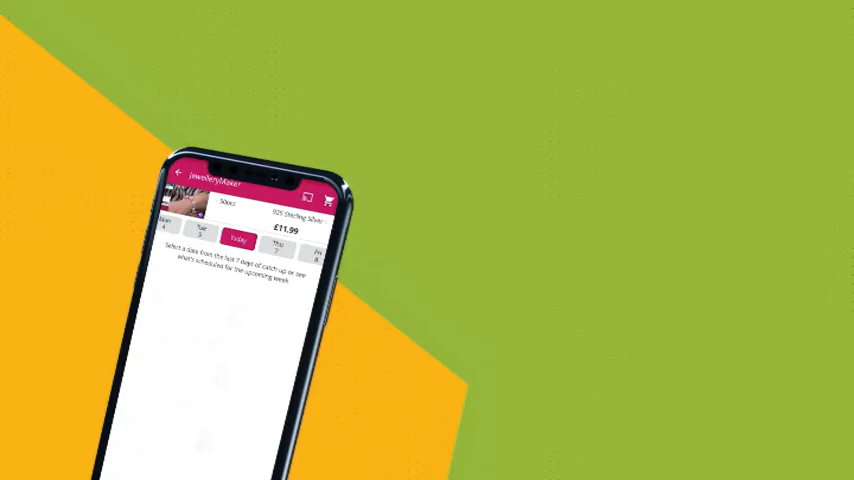 JewelleryMaker
50pcs
925 Sterling Silver
£11.99
Mon
4
Tue
5
Today
Thu
7
Fri
8
Select a date from the last 7 days of catch up or see
what's scheduled for the upcoming week